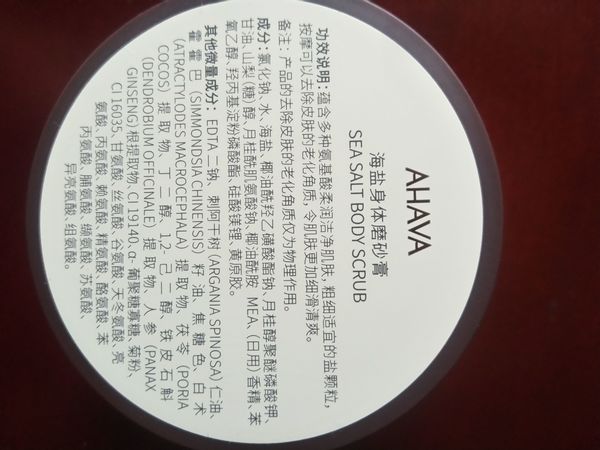 AHAVA
海盐身体磨砂膏
SEA SALT BODY SCRUB
功效说明：蕴含多种氨基酸柔润洁净肌肤，粗细适宜的盐颗粒，
按摩可以去除皮肤的老化角质，令肌肤更加细滑清爽。
备注：产品的去除皮肤的老化角质仅为物理作用。
成分：氯化钠、水、海盐、椰油酰羟乙磺酸酯钠、月桂醇聚醚磷酸钾、
甘油、山梨(糖)醇、月桂酰肌氨酸钠、椰油酰胺 MEA、(日用)香精、苯
氧乙醇、羟丙基淀粉磷酸酯、硅酸镁锂、黄原胶。
其他微量成分：EDTA 二钠、刺阿干树 (ARGANIA SPINOSA) 仁油、
霍霍巴 (SIMMONDSIA CHINENSIS) 籽油、焦糖色、白术
(ATRACTYLODES MACROCEPHALA) 提取物、茯苓 (PORIA
COCOS) 提取物、丁二醇、1,2-己二醇、铁皮石斛
(DENDROBIUM OFFICINALE) 提取物、人参 (PANAX
GINSENG) 根提取物、CI 19140、α-葡聚糖寡糖、菊粉、
CI 16035、甘氨酸、丝氨酸、谷氨酸、天冬氨酸、亮
氨酸、丙氨酸、赖氨酸、精氨酸、酪氨酸、苯
丙氨酸、脯氨酸、缬氨酸、苏氨酸、
异亮氨酸、组氨酸。